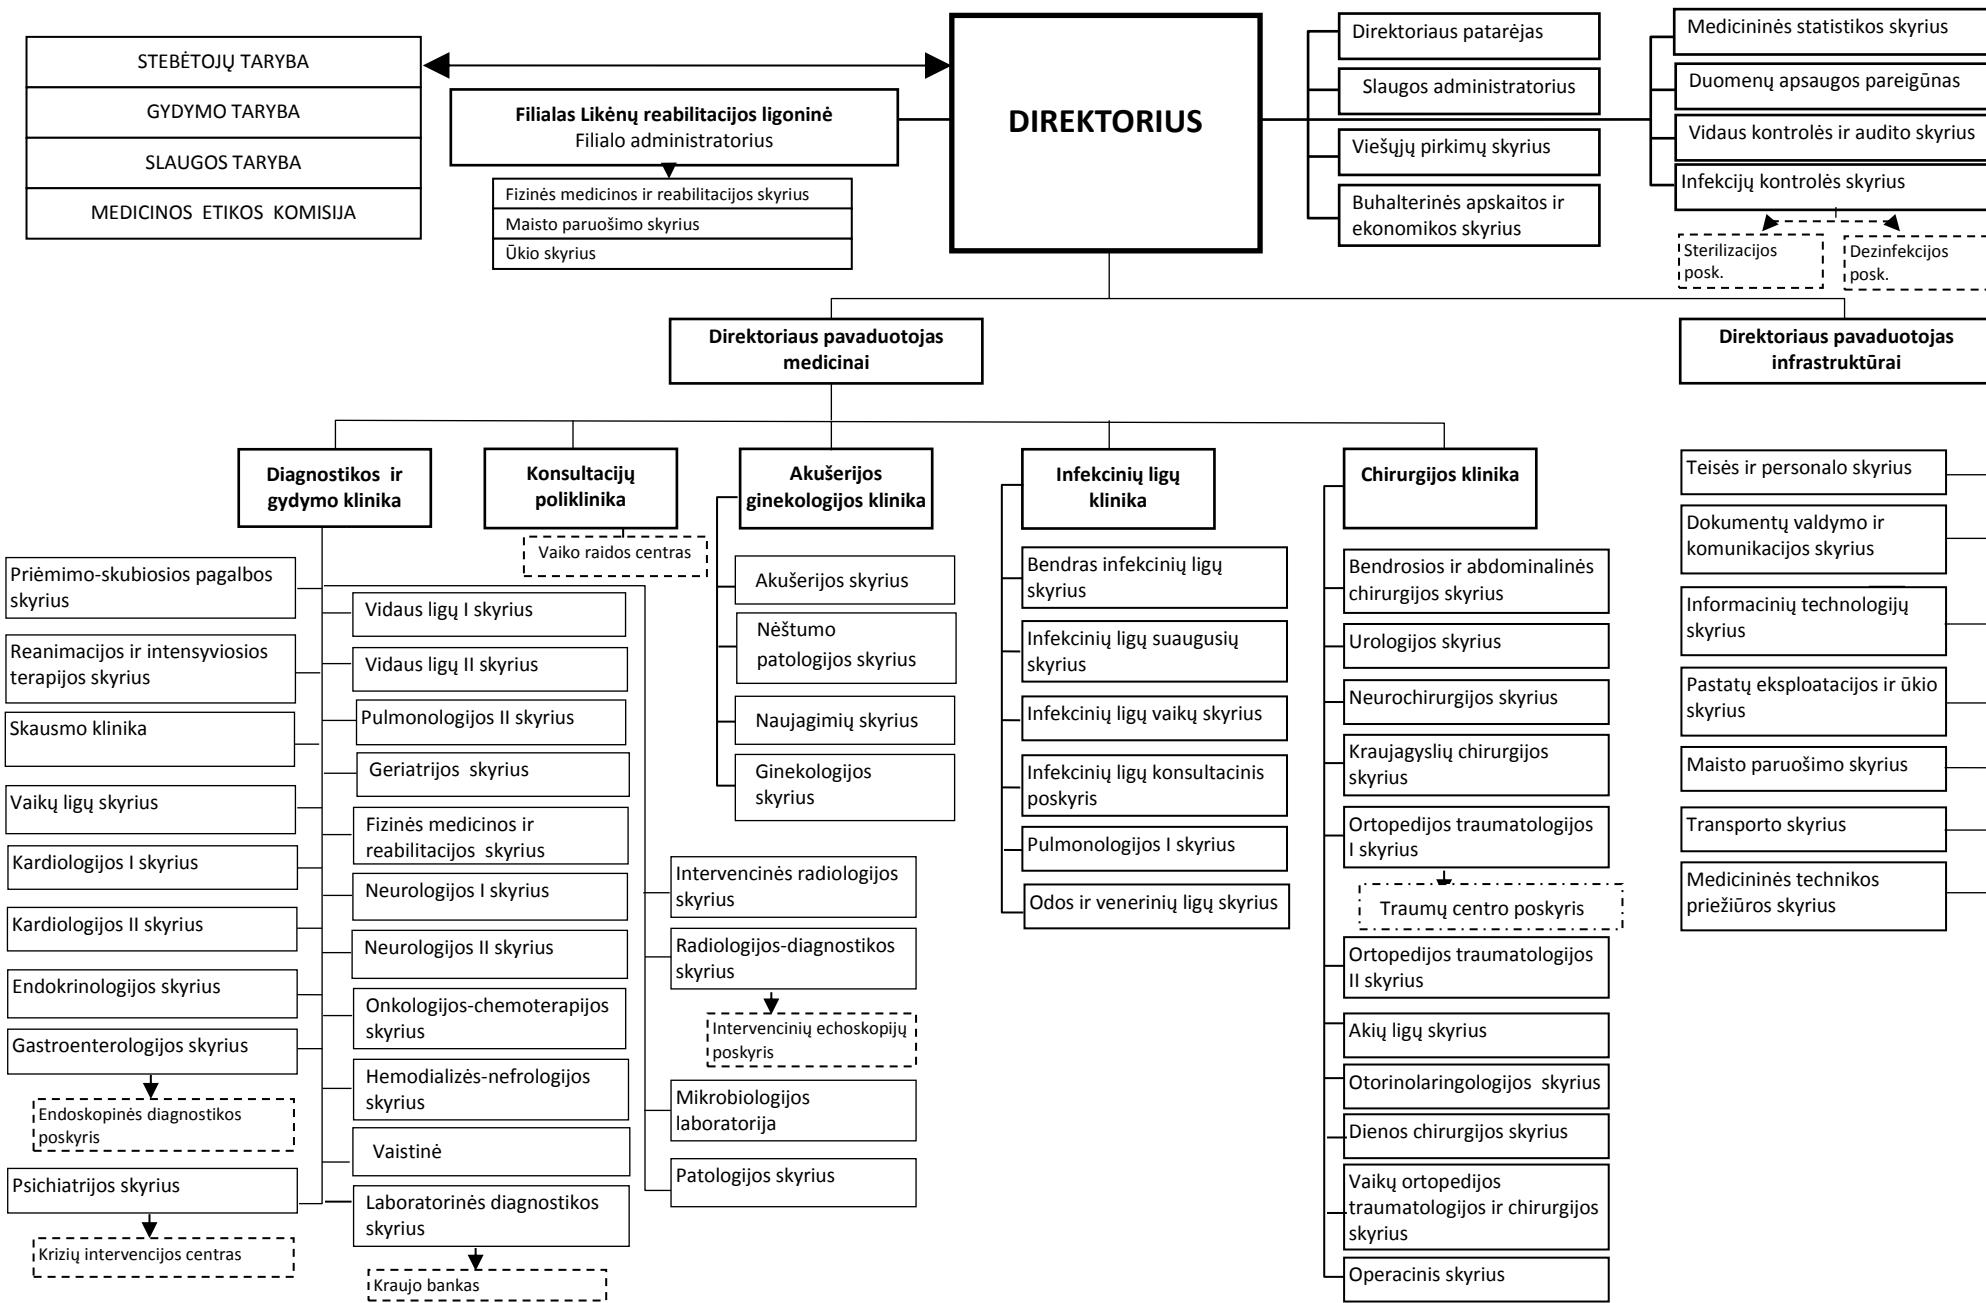 STEBĖTOJŲ TARYBA
GYDYMO TARYBA
SLAUGOS TARYBA
MEDICINOS ETIKOS KOMISIJA
Filialas Likėnų reabilitacijos ligoninė
Filialo administratorius
Fizinės medicinos ir reabilitacijos skyrius
Maisto paruošimo skyrius
Ūkio skyrius
DIREKTORIUS
Direktoriaus patarėjas
Slaugos administratorius
Viešųjų pirkimų skyrius
Buhalterinės apskaitos ir
ekonomikos skyrius
Medicininės statistikos skyrius
Duomenų apsaugos pareigūnas
Vidaus kontrolės ir audito skyrius
Infekcijų kontrolės skyrius
Sterilizacijos
posk.
Dezinfekcijos
posk.
Direktoriaus pavaduotojas
medicinai
Direktoriaus pavaduotojas
infrastruktūrai
Diagnostikos ir
gydymo klinika
Priėmimo-skubiosios pagalbos
skyrius
Reanimacijos ir intensyviosios
terapijos skyrius
Skausmo klinika
Vaikų ligų skyrius
Kardiologijos I skyrius
Kardiologijos II skyrius
Endokrinologijos skyrius
Gastroenterologijos skyrius
Endoskopinės diagnostikos
poskyris
Psichiatrijos skyrius
Krizių intervencijos centras
Vidaus ligų I skyrius
Vidaus ligų II skyrius
Pulmonologijos II skyrius
Geriatrijos skyrius
Fizinės medicinos ir
reabilitacijos skyrius
Neurologijos I skyrius
Neurologijos II skyrius
Onkologijos-chemoterapijos
skyrius
Hemodializės-nefrologijos
skyrius
Vaistinė
Laboratorinės diagnostikos
skyrius
Kraujo bankas
Intervencinės radiologijos
skyrius
Radiologijos-diagnostikos
skyrius
Intervencinių echoskopijų
poskyris
Mikrobiologijos
laboratorija
Patologijos skyrius
Konsultacijų
poliklinika
Vaiko raidos centras
Akušerijos
ginekologijos klinika
Akušerijos skyrius
Nėštumo
patologijos skyrius
Naujagimių skyrius
Ginekologijos
skyrius
Infekcinių ligų
klinika
Bendras infekcinių ligų
skyrius
Infekcinių ligų suaugusių
skyrius
Infekcinių ligų vaikų skyrius
Infekcinių ligų konsultacinis
poskyris
Pulmonologijos I skyrius
Odos ir venerinių ligų skyrius
Chirurgijos klinika
Bendrosios ir abdominalinės
chirurgijos skyrius
Urologijos skyrius
Neurochirurgijos skyrius
Kraujagyslių chirurgijos
skyrius
Ortopedijos traumatologijos
I skyrius
Traumų centro poskyris
Ortopedijos traumatologijos
II skyrius
Akių ligų skyrius
Otorinolaringologijos skyrius
Dienos chirurgijos skyrius
Vaikų ortopedijos
traumatologijos ir chirurgijos
skyrius
Operacinis skyrius
Teisės ir personalo skyrius
Dokumentų valdymo ir
komunikacijos skyrius
Informacinių technologijų
skyrius
Pastatų eksploatacijos ir ūkio
skyrius
Maisto paruošimo skyrius
Transporto skyrius
Medicininės technikos
priežiūros skyrius